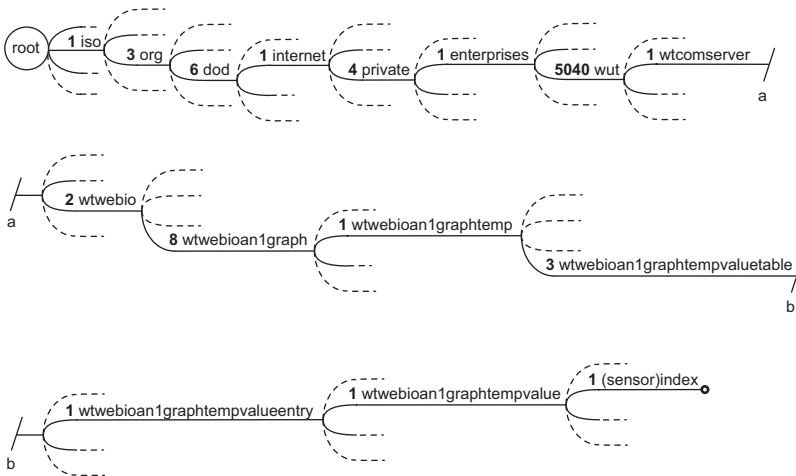 root
1 iso
3 org
6 dod
1 internet
4 private
1 enterprises
5040 wut
1 wtcomserver
a
a
2 wtwebio
8 wtwebioan1graph
1 wtwebioan1graphtemp
3 wtwebioan1graphtempvaluetable
b
b
1 wtwebioan1graphtempvalueentry
1 wtwebioan1graphtempvalue
1 (sensor)index